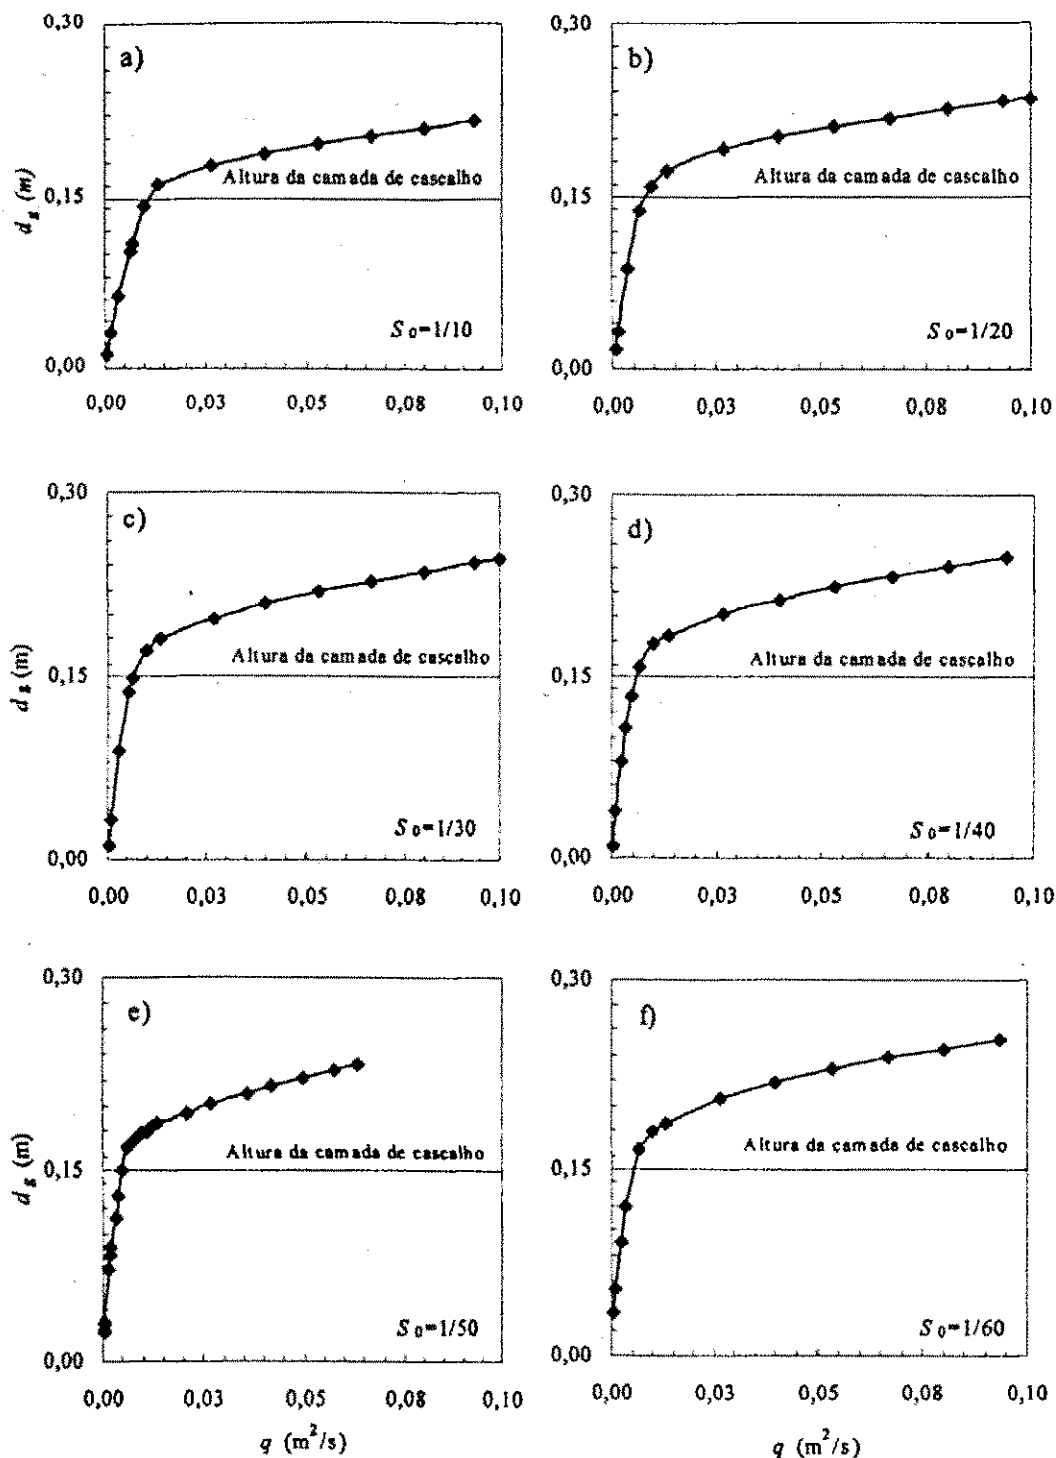 0,30
a)
d_g (m)
0,15
Altura da camada de cascalho
S_0=1/10
0,00
0,00 0,03 0,05 0,08 0,10
0,30
b)
0,15
Altura da camada de cascalho
S_0=1/20
0,00
0,00 0,03 0,05 0,08 0,10
0,30
c)
d_g (m)
0,15
Altura da camada de cascalho
S_0=1/30
0,00
0,00 0,03 0,05 0,08 0,10
0,30
d)
0,15
Altura da camada de cascalho
S_0=1/40
0,00
0,00 0,03 0,05 0,08 0,10
0,30
e)
d_g (m)
0,15
Altura da camada de cascalho
S_0=1/50
0,00
0,00 0,03 0,05 0,08 0,10
q (m²/s)
0,30
f)
0,15
Altura da camada de cascalho
S_0=1/60
0,00
0,00 0,03 0,05 0,08 0,10
q (m²/s)